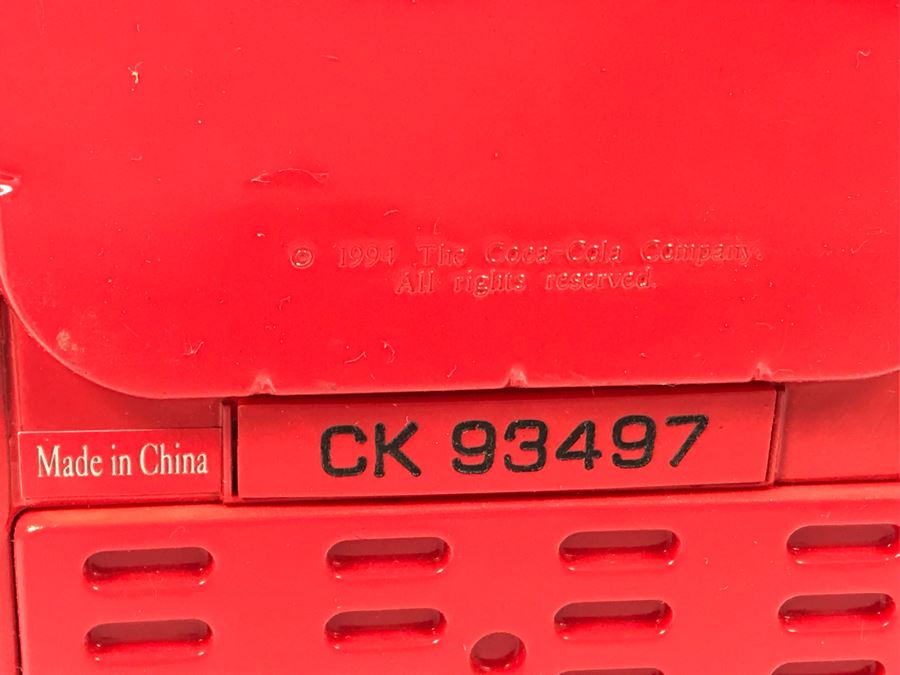 © 1994 The Coca-Cola Company.
All rights reserved.
CK 93497
Made in China